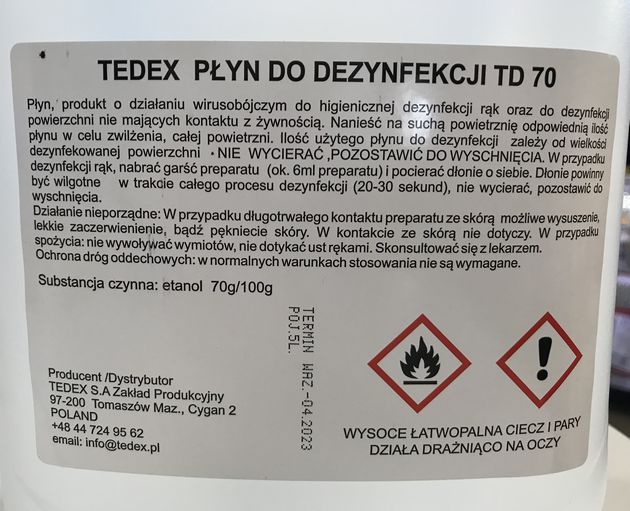 TEDEX PŁYN DO DEZYNFEKCJI TD 70
Płyn, produkt o działaniu wirusobójczym do higienicznej dezynfekcji rąk oraz do dezynfekcji
powierzchni nie mających kontaktu z żywnością. Nanieść na suchą powietrznię odpowiednią ilość
płynu w celu zwilżenia, całej powietrzni. Ilość użytego płynu do dezynfekcji zależy od wielkości
dezynfekowanej powierzchni •NIE WYCIERAĆ ,POZOSTAWIĆ DO WYSCHNIĘCIA. W przypadku
dezynfekcji rąk, nabrać garść preparatu (ok. 6ml preparatu) i pocierać dłonie o siebie. Dłonie powinny
być wilgotne w trakcie całego procesu dezynfekcji (20-30 sekund), nie wycierać, pozostawić do
wyschnięcia.
Działanie nieporządne: W przypadku długotrwałego kontaktu preparatu ze skórą możliwe wysuszenie,
lekkie zaczerwienienie, bądź pękniecie skóry. W kontakcie ze skórą nie dotyczy. W przypadku
spożycia: nie wywoływać wymiotów, nie dotykać ust rękami. Skonsultować się z lekarzem.
Ochrona dróg oddechowych: w normalnych warunkach stosowania nie są wymagane.
Substancja czynna: etanol 70g/100g
TERMIN WAŻ.-04.2023
POJ.5L.
Producent /Dystrybutor
TEDEX S.A Zakład Produkcyjny
97-200 Tomaszów Maz., Cygan 2
POLAND
+48 44 724 95 62
email: info@tedex.pl
WYSOCE ŁATWOPALNA CIECZ I PARY
DZIAŁA DRAŻNIĄCO NA OCZY